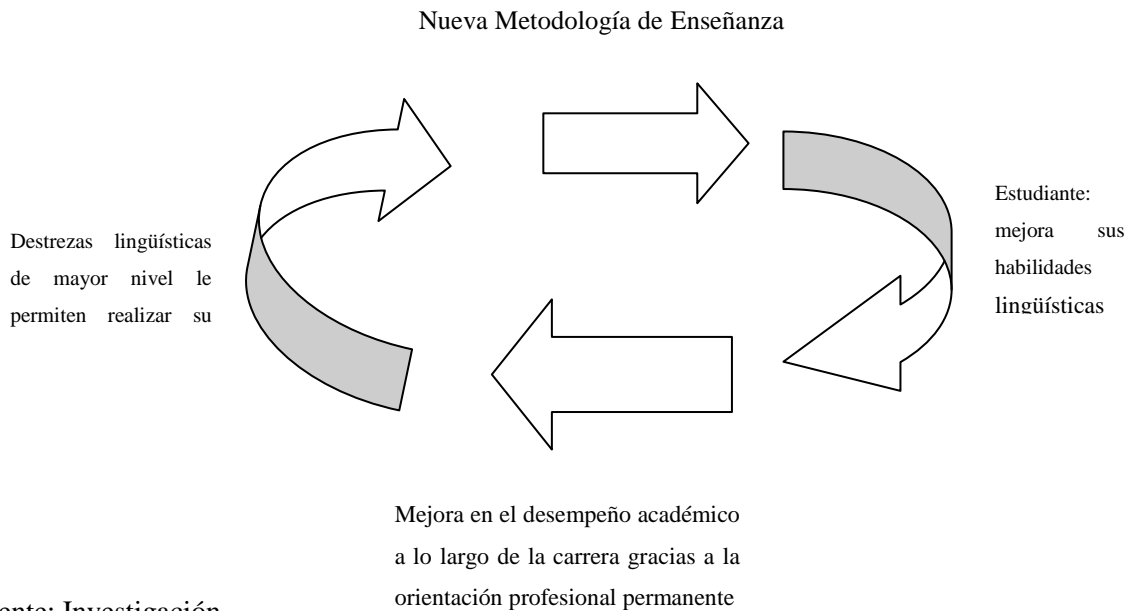 Nueva Metodología de Enseñanza
Destrezas lingüísticas
de mayor nivel le
permiten realizar su
Estudiante:
mejora sus
habilidades
lingüísticas
Mejora en el desempeño académico
a lo largo de la carrera gracias a la
orientación profesional permanente
ente: Investigación